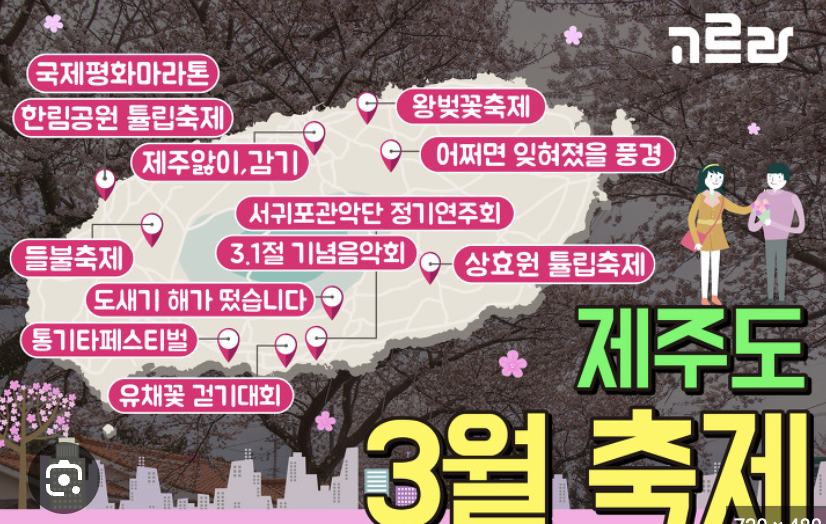 고르라
국제평화마라톤
한림공원 튤립축제
왕벚꽃축제
제주앓이,감기
어쩌면 잊혀졌을 풍경
서귀포관악단 정기연주회
들불축제
3.1절 기념음악회
상효원 튤립축제
도새기 해가 떴습니다
통기타페스티벌
유채꽃 걷기대회
제주도
3월 축제